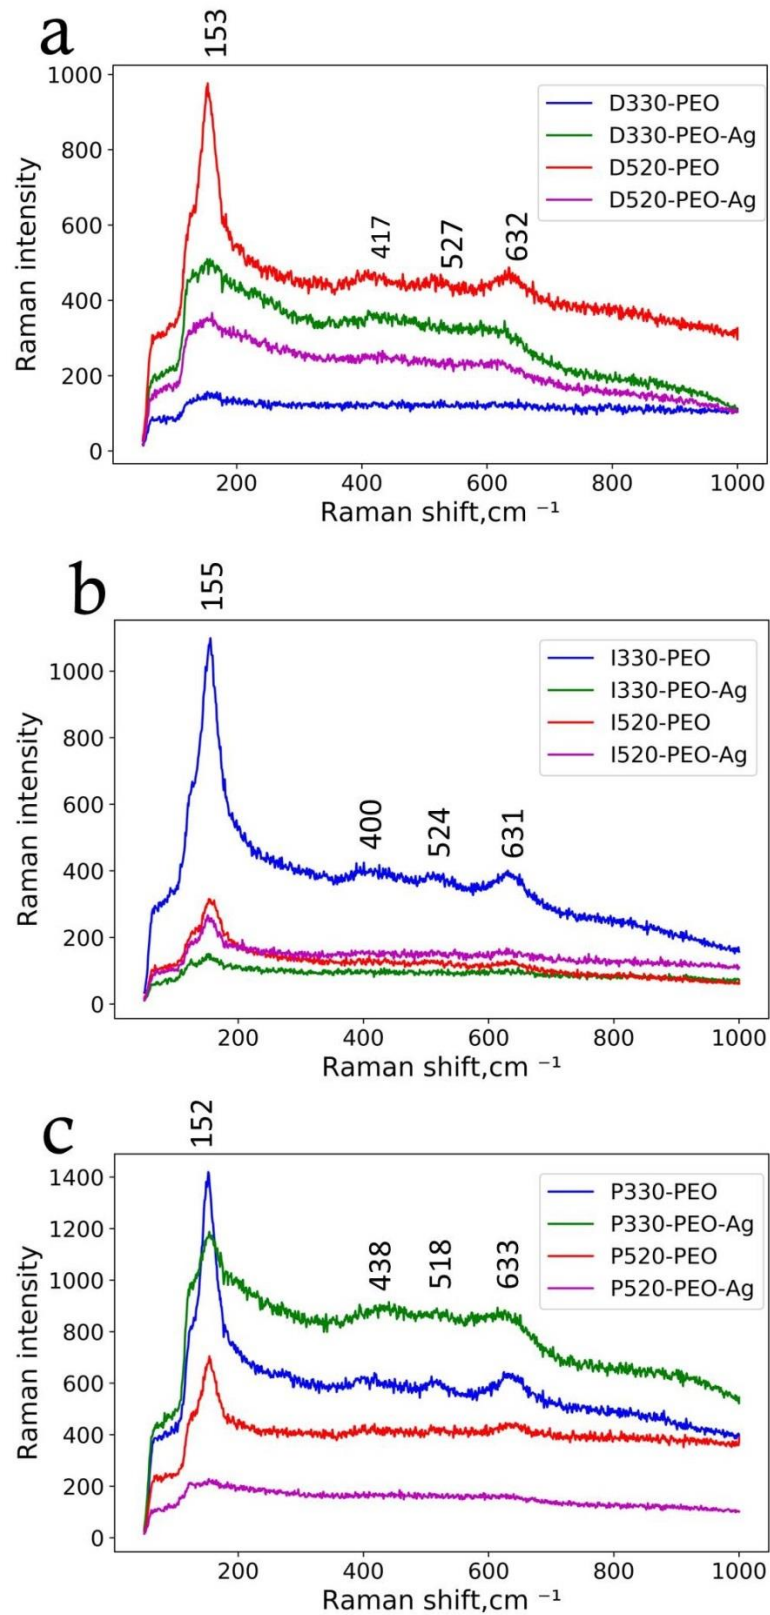 a
153
417
527
632
D330-PEO
D330-PEO-Ag
D520-PEO
D520-PEO-Ag
Raman intensity
1000
800
600
400
200
0
200
400
600
800
1000
Raman shift,cm ⁻¹
b
155
400
524
631
I330-PEO
I330-PEO-Ag
I520-PEO
I520-PEO-Ag
Raman intensity
1000
800
600
400
200
0
200
400
600
800
1000
Raman shift,cm ⁻¹
c
152
438
518
633
P330-PEO
P330-PEO-Ag
P520-PEO
P520-PEO-Ag
Raman intensity
1400
1200
1000
800
600
400
200
0
200
400
600
800
1000
Raman shift,cm ⁻¹